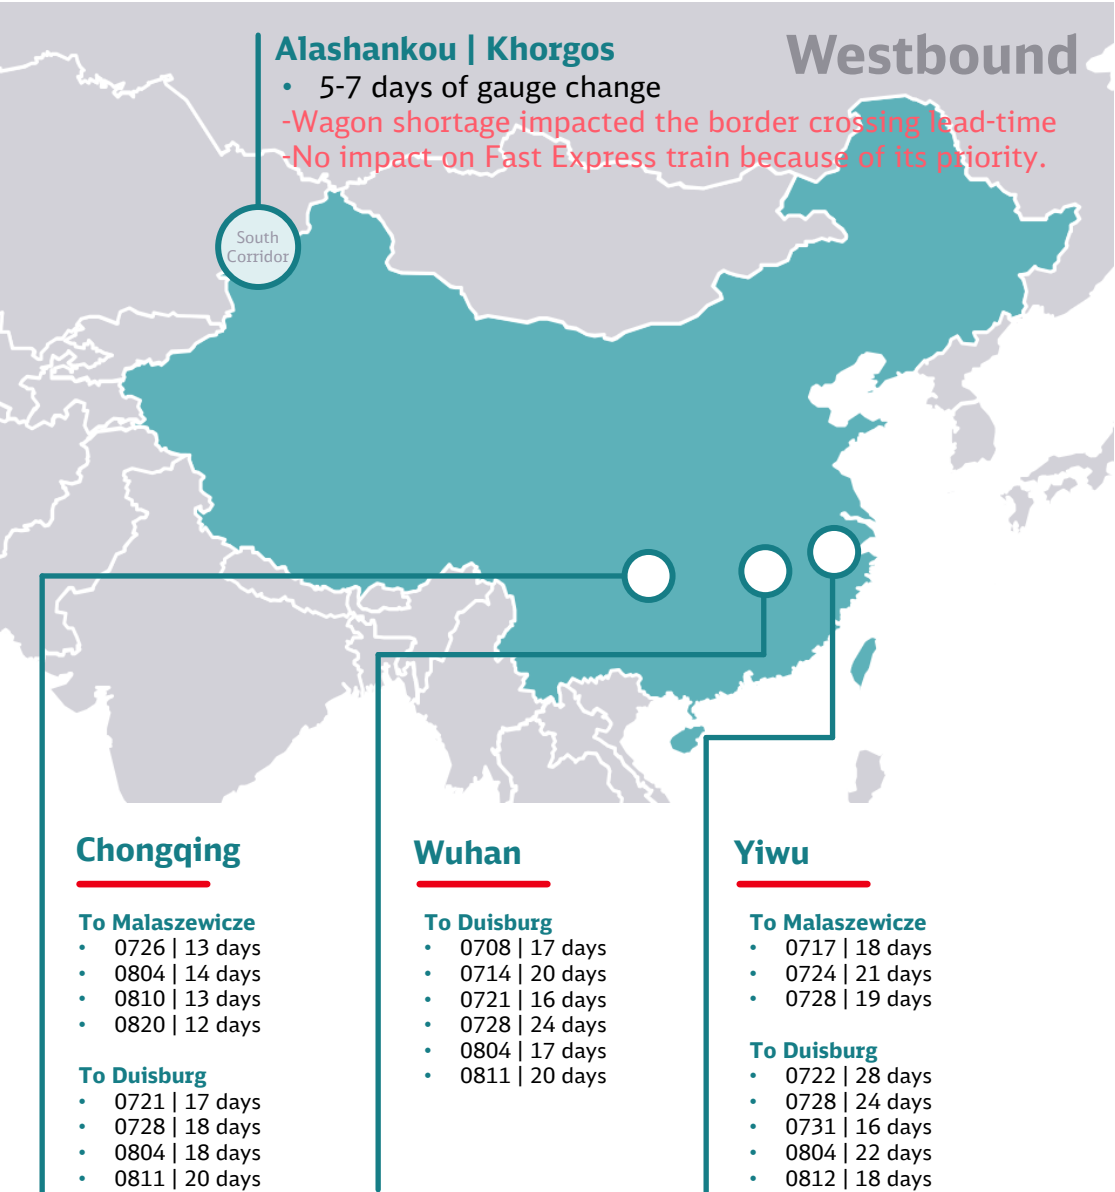 Alashankou | Khorgos
Westbound
• 5-7 days of gauge change
-Wagon shortage impacted the border crossing lead-time
-No impact on Fast Express train because of its priority.
South
Corridor
Chongqing
To Malaszewicze
• 0726 | 13 days
• 0804 | 14 days
• 0810 | 13 days
• 0820 | 12 days
To Duisburg
• 0721 | 17 days
• 0728 | 18 days
• 0804 | 18 days
• 0811 | 20 days
Wuhan
To Duisburg
• 0708 | 17 days
• 0714 | 20 days
• 0721 | 16 days
• 0728 | 24 days
• 0804 | 17 days
• 0811 | 20 days
Yiwu
To Malaszewicze
• 0717 | 18 days
• 0724 | 21 days
• 0728 | 19 days
To Duisburg
• 0722 | 28 days
• 0728 | 24 days
• 0731 | 16 days
• 0804 | 22 days
• 0812 | 18 days